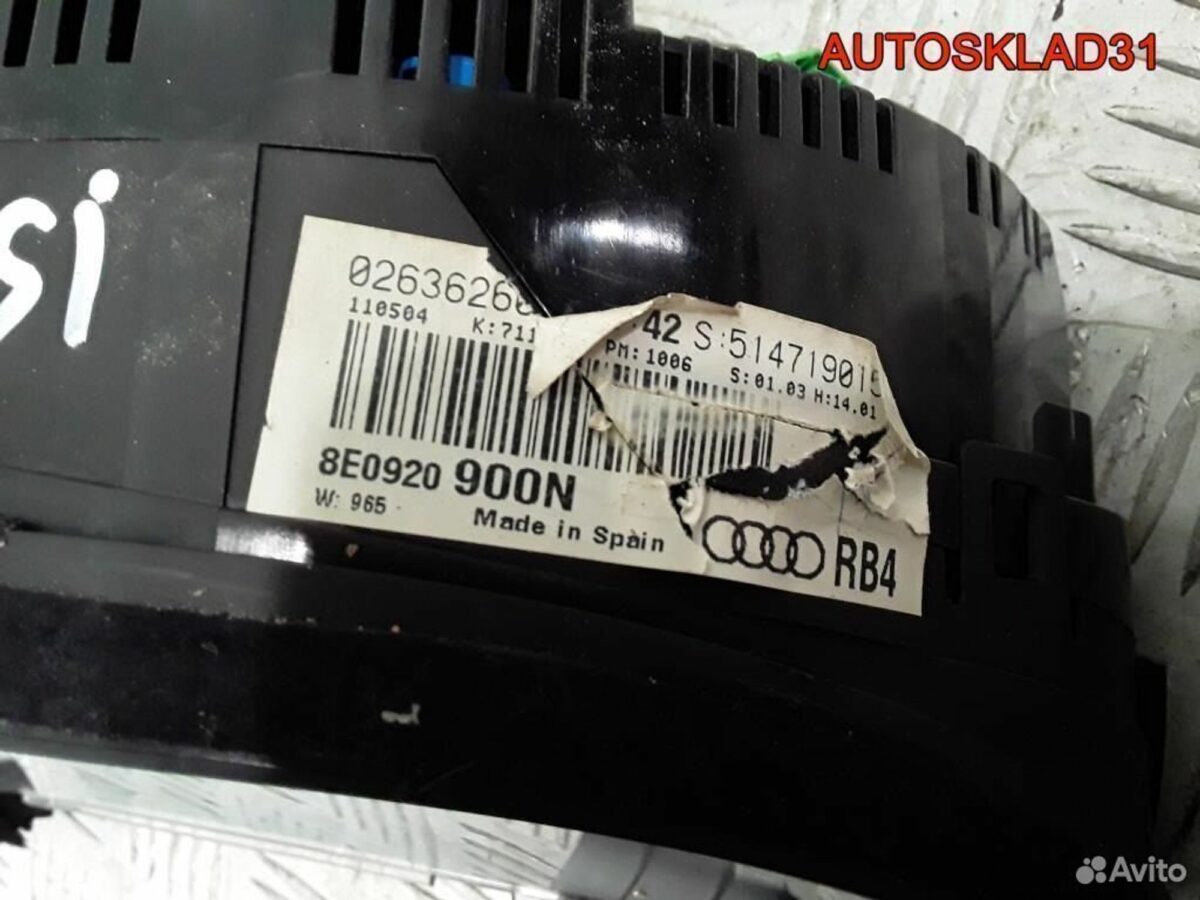 AUTOSKLAD31
si
0263626 42 S:514719015
110504 K:711 PM:1006 S:01.03 H:14.01
8E0920 900N
W: 965
Made in Spain
RB4
Avito